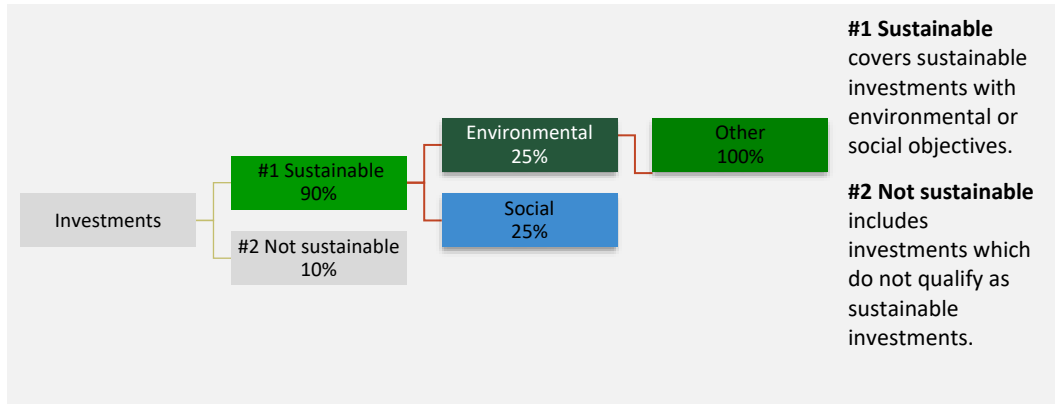 Investments
#1 Sustainable
90%
#2 Not sustainable
10%
Environmental
25%
Social
25%
Other
100%
#1 Sustainable
covers sustainable
investments with
environmental or
social objectives.
#2 Not sustainable
includes
investments which
do not qualify as
sustainable
investments.